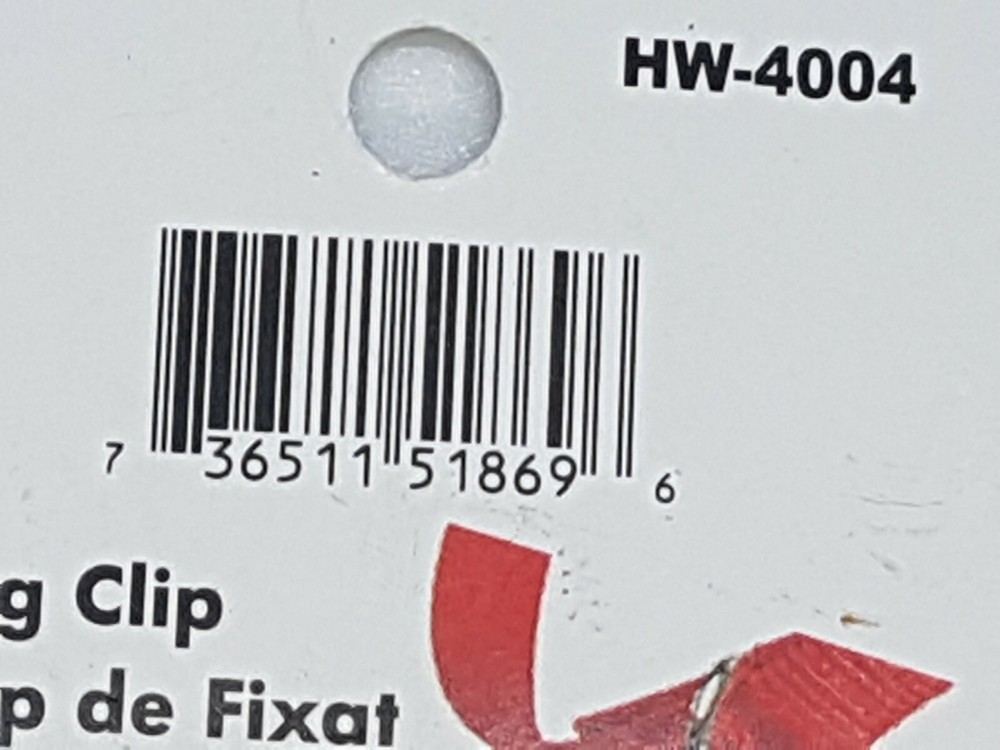 HW-4004
7 36511 51869 6
g Clip
p de Fixat